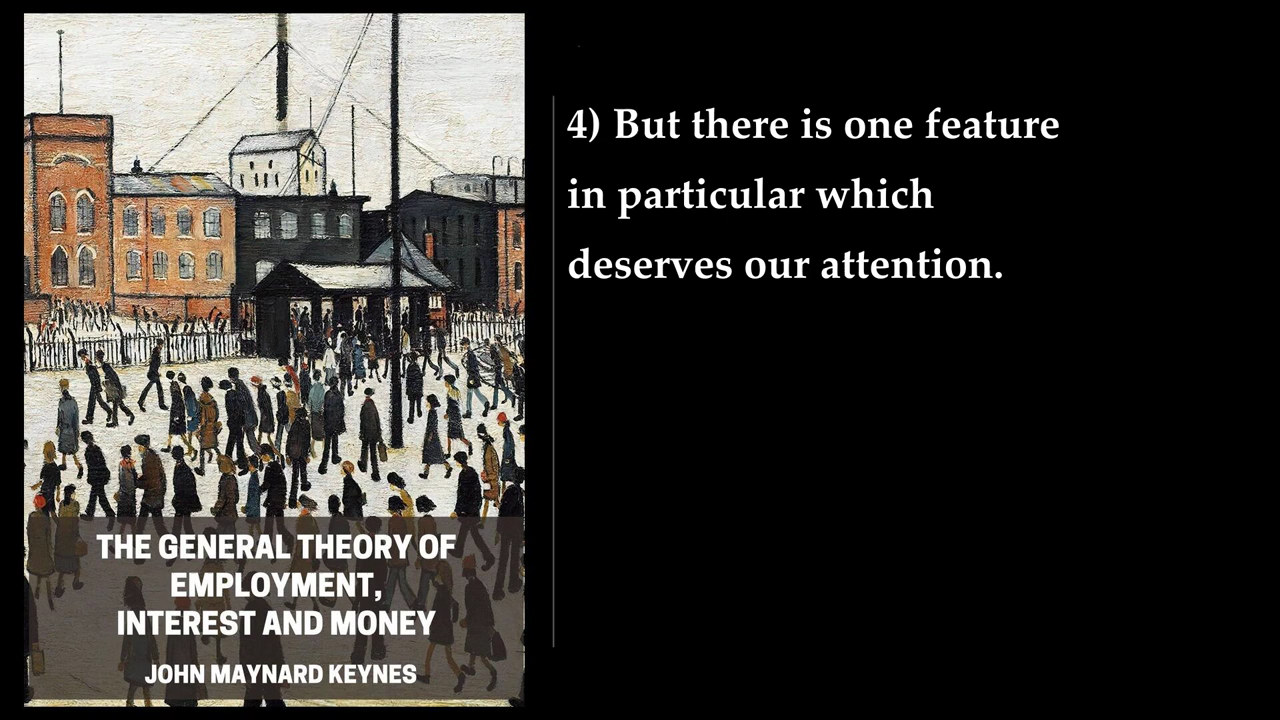 THE GENERAL THEORY OF
EMPLOYMENT,
INTEREST AND MONEY
JOHN MAYNARD KEYNES
4) But there is one feature
in particular which
deserves our attention.